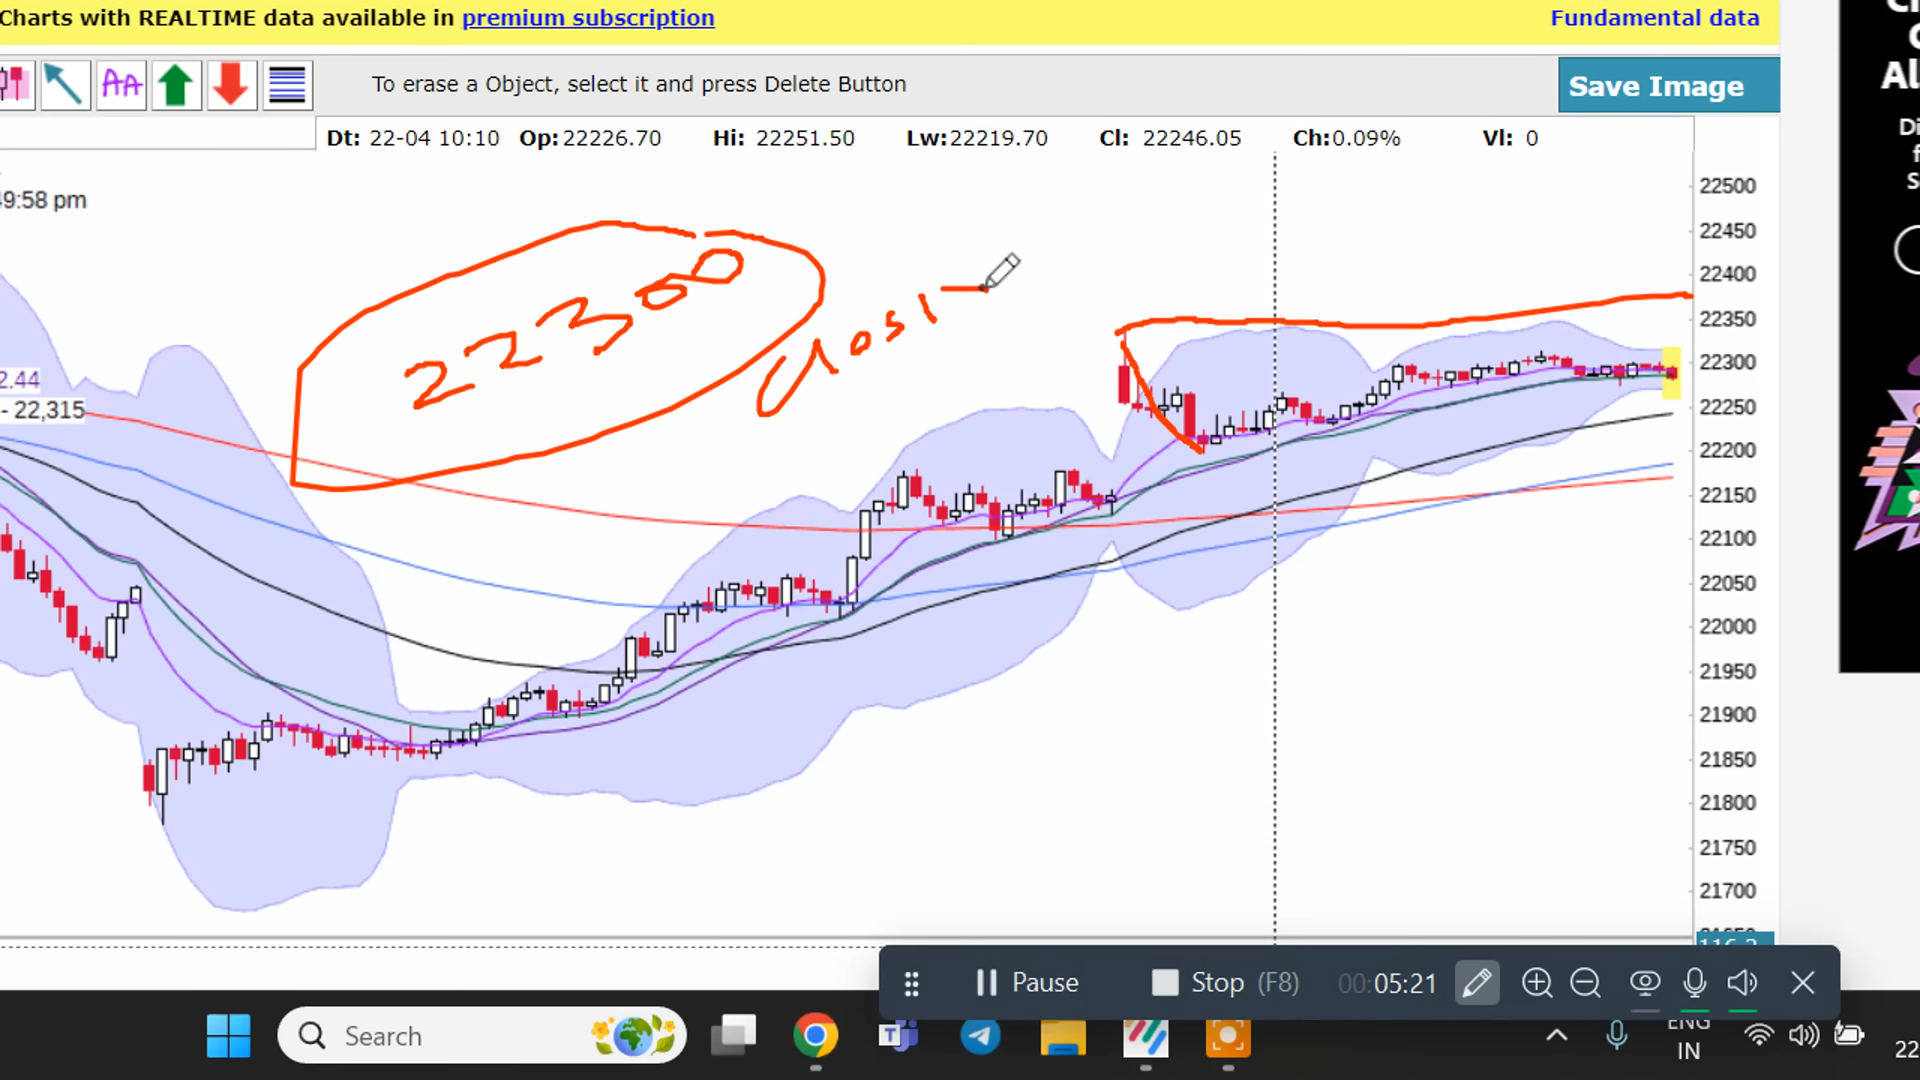 Charts with REALTIME data available in premium subscription
Fundamental data
AA
To erase a Object, select it and press Delete Button
Save Image
Dt: 22-04 10:10 Op:22226.70 Hi: 22251.50 Lw:22219.70 Cl: 22246.05 Ch:0.09% Vl: 0
49:58 pm
22500
22450
22400
22350
22300
22250
22200
22150
22100
22050
22000
21950
21900
21850
21800
21750
21700
2.44
- 22,315
22300
Closi
Pause
Stop (F8)
00:05:21
Search
ENG
IN
22